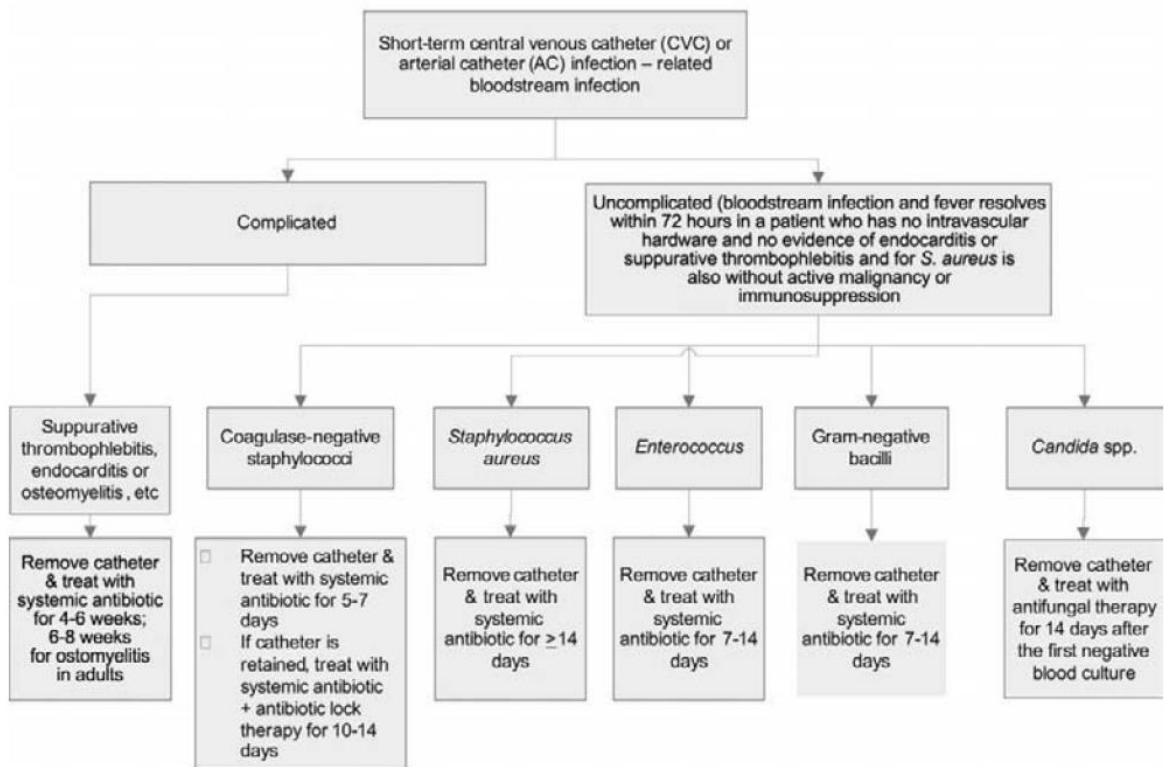 Short-term central venous catheter (CVC) or
arterial catheter (AC) infection – related
bloodstream infection
Complicated
Uncomplicated (bloodstream infection and fever resolves
within 72 hours in a patient who has no intravascular
hardware and no evidence of endocarditis or
suppurative thrombophlebitis and for S. aureus is
also without active malignancy or
immunosuppression
Suppurative
thrombophlebitis,
endocarditis or
osteomyelitis , etc
Coagulase-negative
staphylococci
Staphylococcus
aureus
Enterococcus
Gram-negative
bacilli
Candida spp.
Remove catheter
& treat with
systemic antibiotic
for 4-6 weeks;
6-8 weeks
for ostomyelitis
in adults
Remove catheter &
treat with systemic
antibiotic for 5-7
days
If catheter is
retained, treat with
systemic antibiotic
+ antibiotic lock
therapy for 10-14
days
Remove catheter
& treat with
systemic
antibiotic for ≥14
days
Remove catheter
& treat with
systemic
antibiotic for 7-14
days
Remove catheter
& treat with
systemic
antibiotic for 7-14
days
Remove catheter
& treat with
antifungal therapy
for 14 days after
the first negative
blood culture